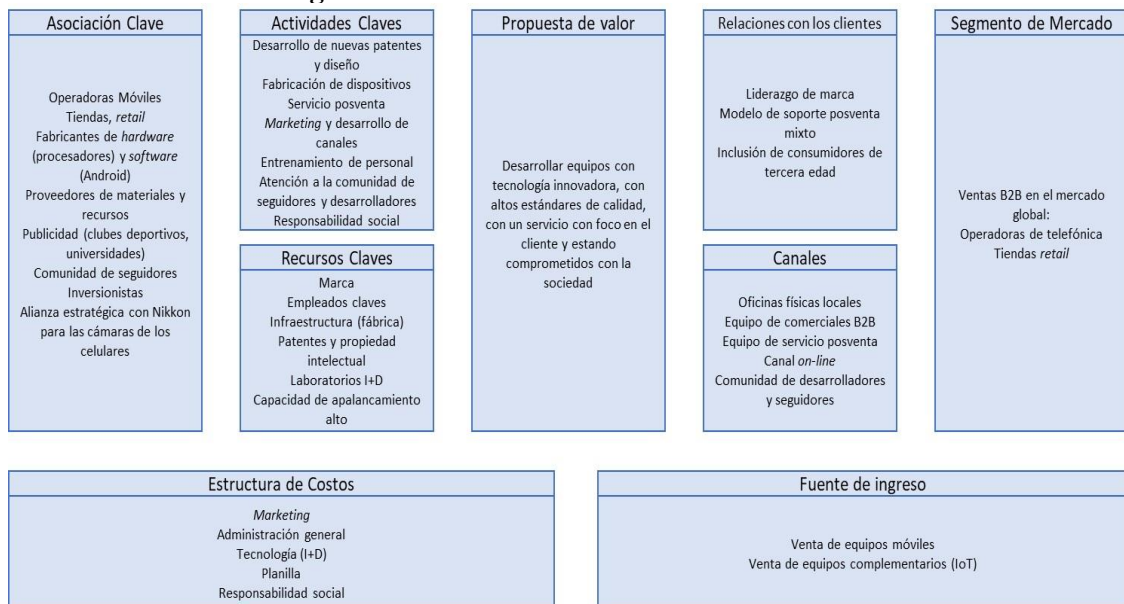 Asociación Clave
Operadoras Móviles
Tiendas, retail
Fabricantes de hardware
(procesadores) y software
(Android)
Proveedores de materiales y
recursos
Publicidad (clubes deportivos,
universidades)
Comunidad de seguidores
Inversionistas
Alianza estratégica con Nikkon
para las cámaras de los
celulares
Actividades Claves
Desarrollo de nuevas patentes
y diseño
Fabricación de dispositivos
Servicio posventa
Marketing y desarrollo de
canales
Entrenamiento de personal
Atención a la comunidad de
seguidores y desarrolladores
Responsabilidad social
Recursos Claves
Marca
Empleados claves
Infraestructura (fábrica)
Patentes y propiedad
intelectual
Laboratorios I+D
Capacidad de apalancamiento
alto
Propuesta de valor
Desarrollar equipos con
tecnología innovadora, con
altos estándares de calidad,
con un servicio con foco en el
cliente y estando
comprometidos con la
sociedad
Relaciones con los clientes
Liderazgo de marca
Modelo de soporte posventa
mixto
Inclusión de consumidores de
tercera edad
Canales
Oficinas físicas locales
Equipo de comerciales B2B
Equipo de servicio posventa
Canal on-line
Comunidad de desarrolladores
y seguidores
Segmento de Mercado
Ventas B2B en el mercado
global:
Operadoras de telefónica
Tiendas retail
Estructura de Costos
Marketing
Administración general
Tecnología (I+D)
Planilla
Responsabilidad social
Fuente de ingreso
Venta de equipos móviles
Venta de equipos complementarios (IoT)